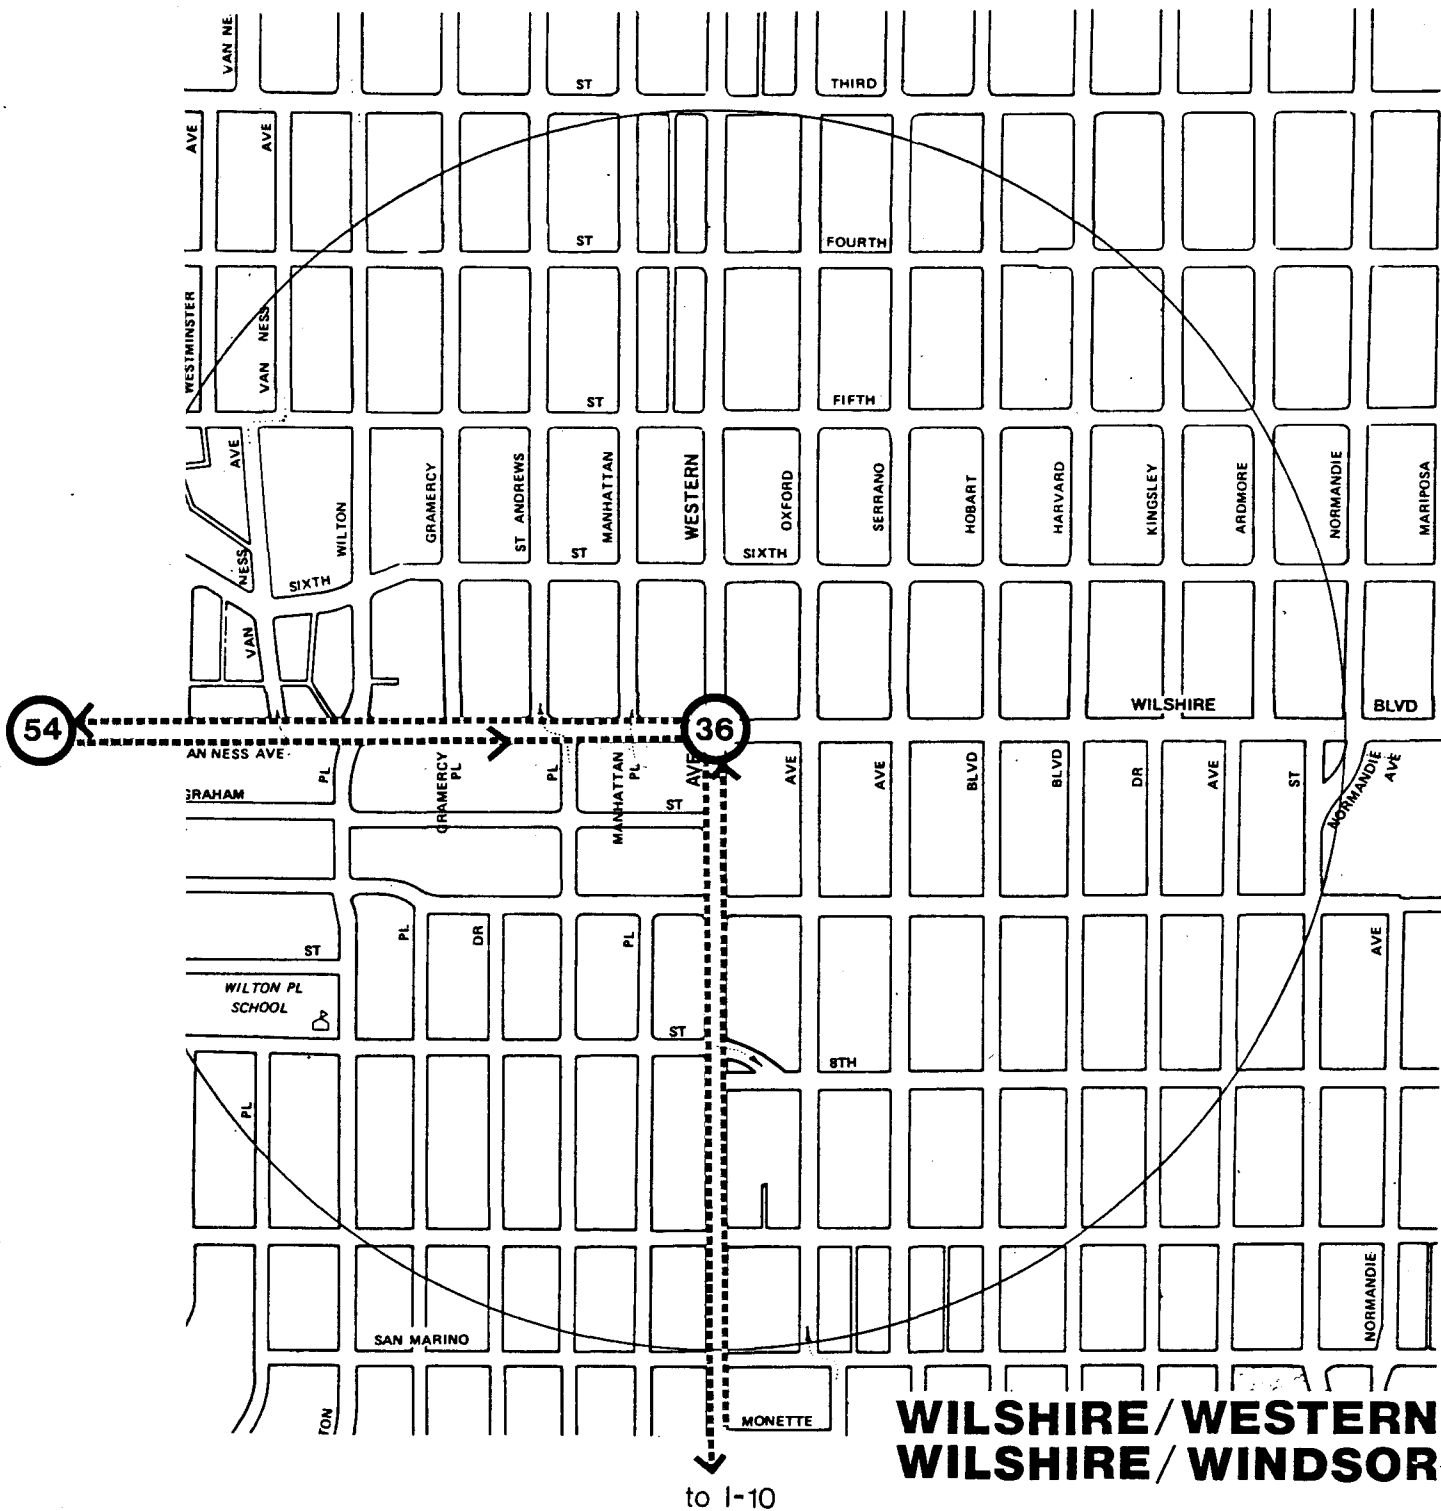 VAN NE
ST
THIRD
AVE
AVE
ST
FOURTH
WESTMINSTER
VAN NESS
ST
FIFTH
AVE
NESS
VAN
WILTON
GRAMERCY
ST ANDREWS
MANHATTAN
WESTERN
OXFORD
SERRANO
HOBART
HARVARD
KINGSLEY
ARDMORE
NORMANDIE
MARIPOSA
SIXTH
ST
SIXTH
WILSHIRE
BLVD
54
36
AN NESS AVE
PL
GRAMERCY
PL
PL
MANHATTAN
PL
AVE
AVE
AVE
BLVD
BLVD
DR
AVE
ST
NORMANDIE
AVE
GRAHAM
ST
ST
PL
DR
PL
AVE
WILTON PL
SCHOOL
ST
8TH
PL
SAN MARINO
NORMANDIE
TON
MONETTE
WILSHIRE/WESTERN
WILSHIRE/WINDSOR
to I-10